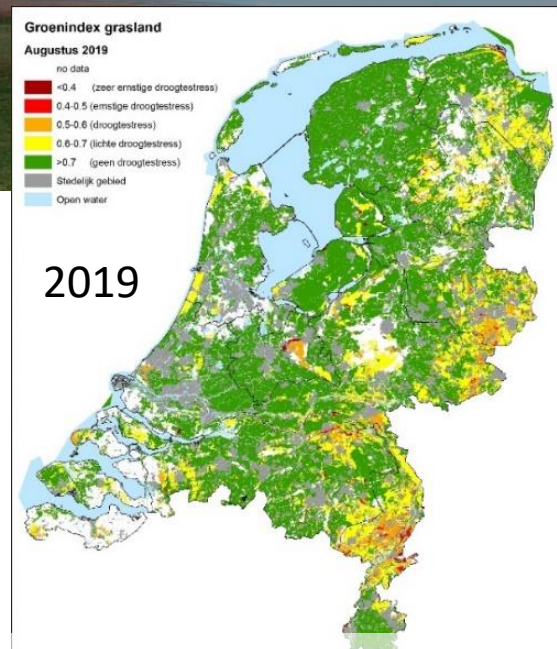 Groenindex grasland
Augustus 2019
no data
<0.4 (zeer ernstige droogtestress)
0.4-0.5 (ernstige droogtestress)
0.5-0.6 (droogtestress)
0.6-0.7 (lichte droogtestress)
>0.7 (geen droogtestress)
Stedelijk gebied
Open water
2019